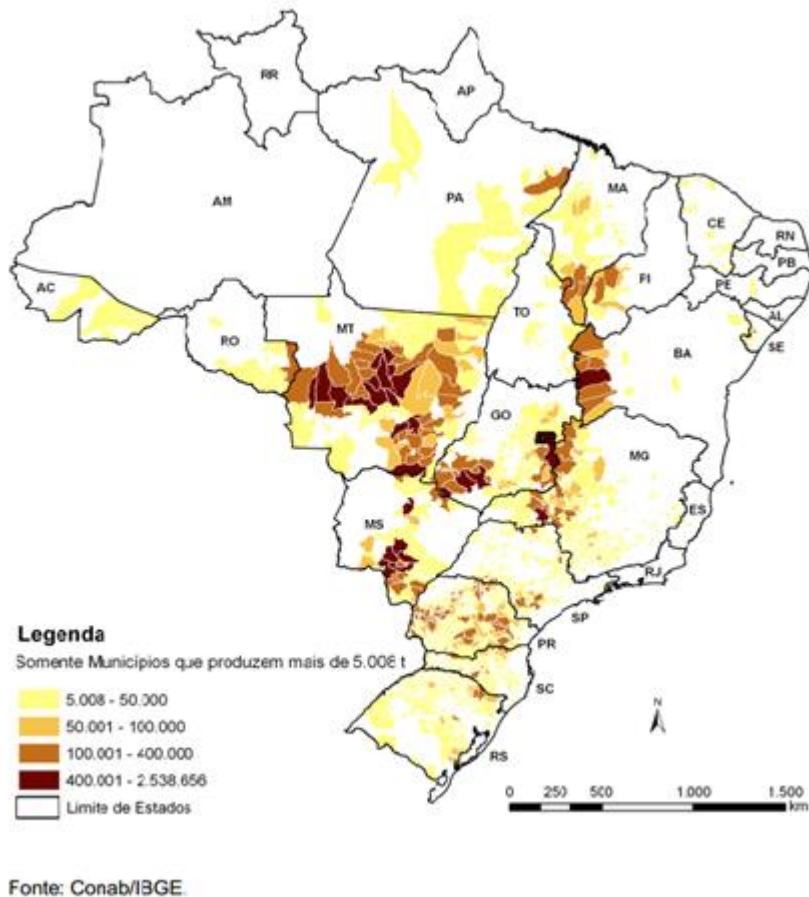 RR
AP
AM
PA
MA
CE
RN
PB
PE
AL
SE
FI
TO
AC
RO
MT
BA
GO
MG
ES
MS
RJ
SP
PR
SC
RS
N
Legenda
Somente Municípios que produzem mais de 5.008 t
5.008 - 50.000
50.001 - 100.000
100.001 - 400.000
400.001 - 2.538.656
Limite de Estados
0 250 500 1.000 1.500
km
Fonte: Conab/IBGE.